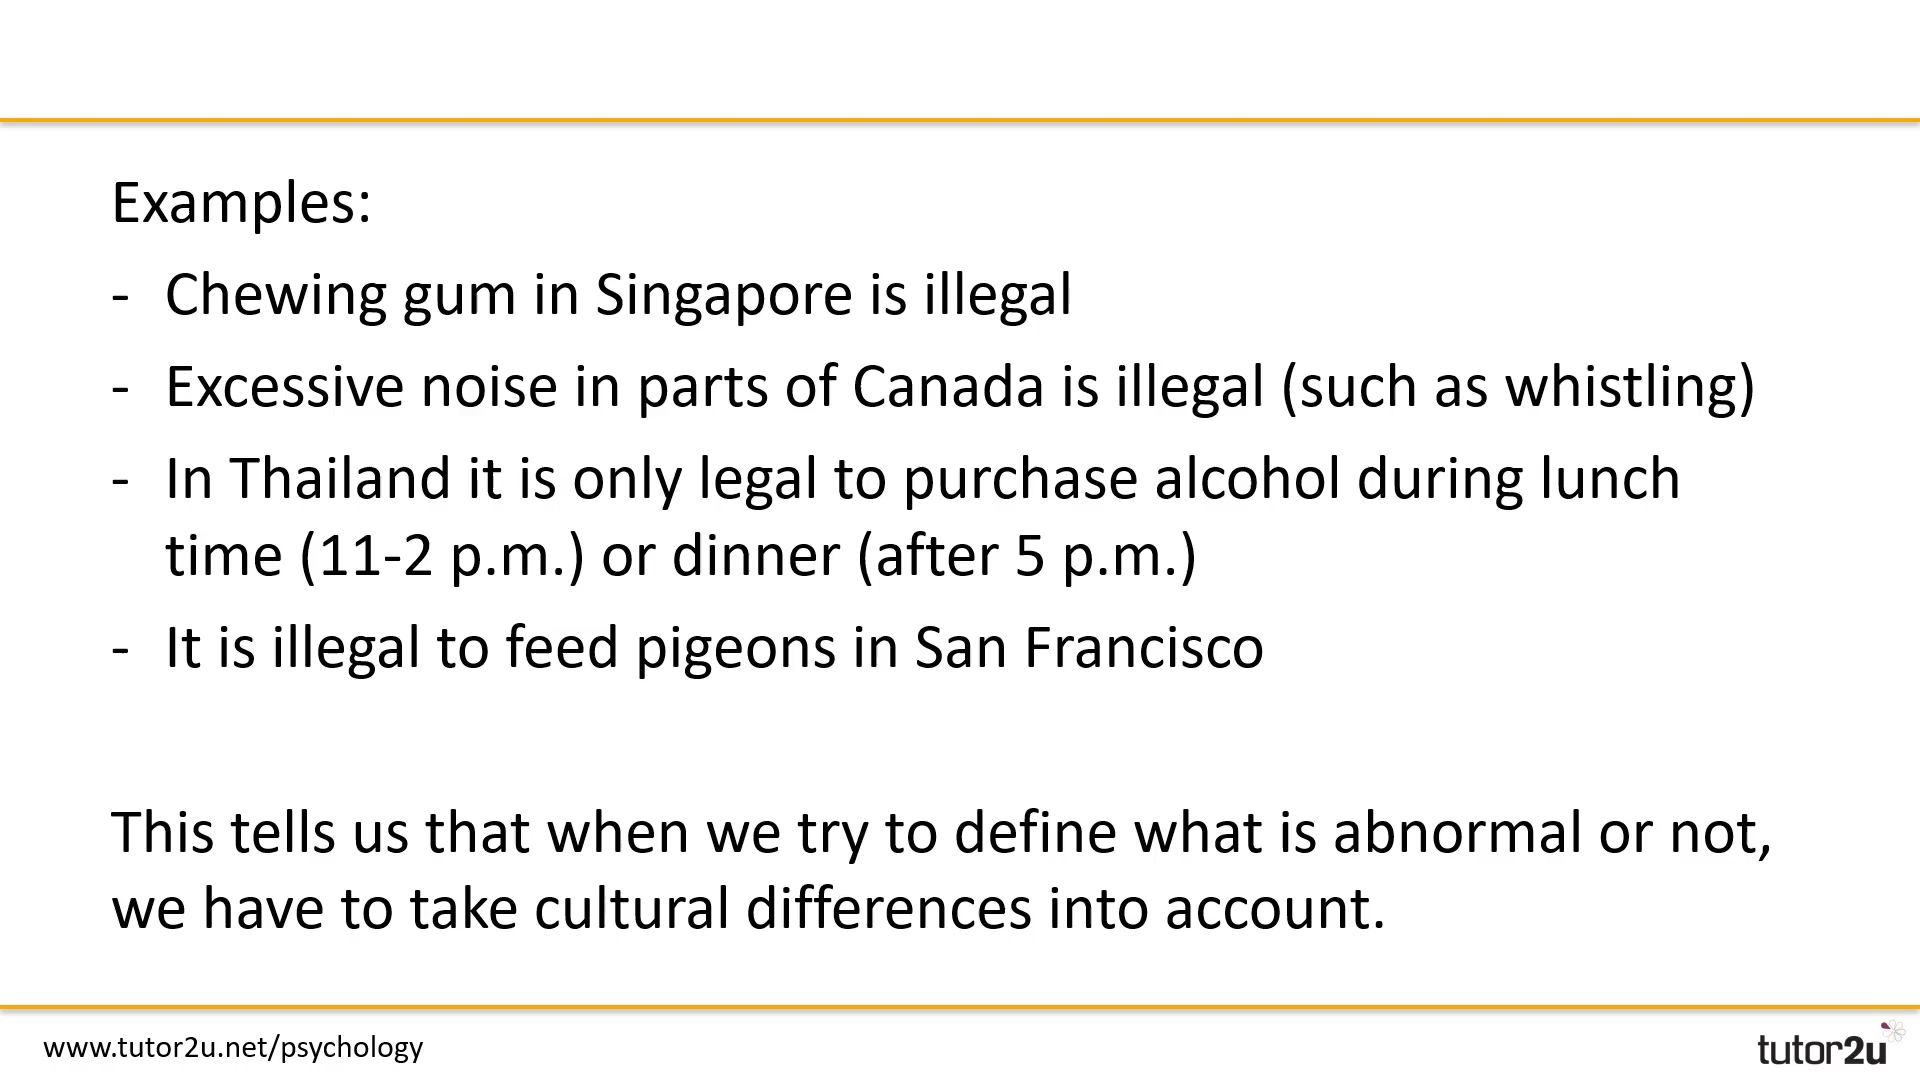 Examples:
- Chewing gum in Singapore is illegal
- Excessive noise in parts of Canada is illegal (such as whistling)
- In Thailand it is only legal to purchase alcohol during lunch
time (11-2 p.m.) or dinner (after 5 p.m.)
- It is illegal to feed pigeons in San Francisco
This tells us that when we try to define what is abnormal or not,
we have to take cultural differences into account.
www.tutor2u.net/psychology
tutor2u